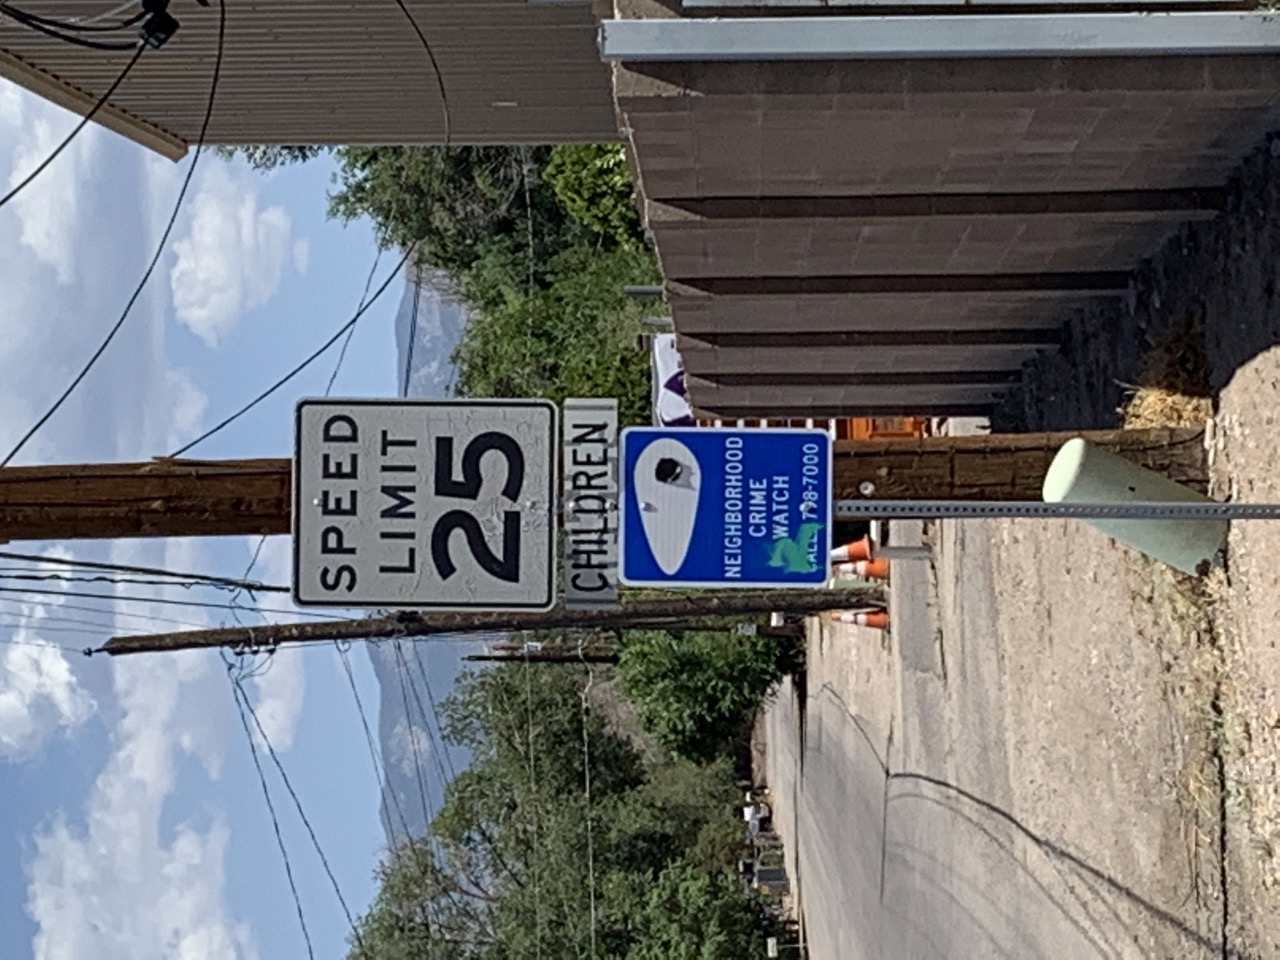 SPEED
LIMIT
25
CHILDREN
NEIGHBORHOOD
CRIME
WATCH
CALL 798-7000